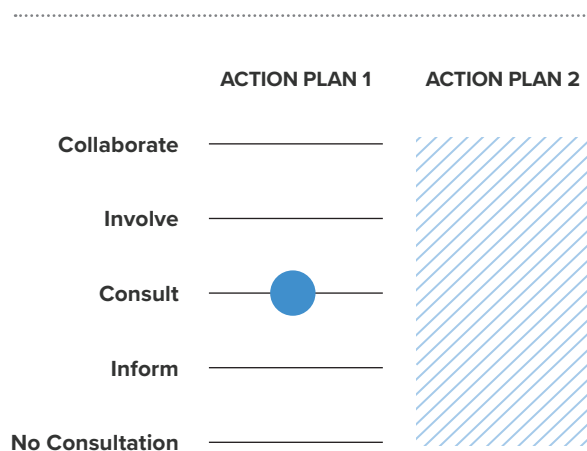 ACTION PLAN 1 ACTION PLAN 2
Collaborate
Involve
Consult
Inform
No Consultation